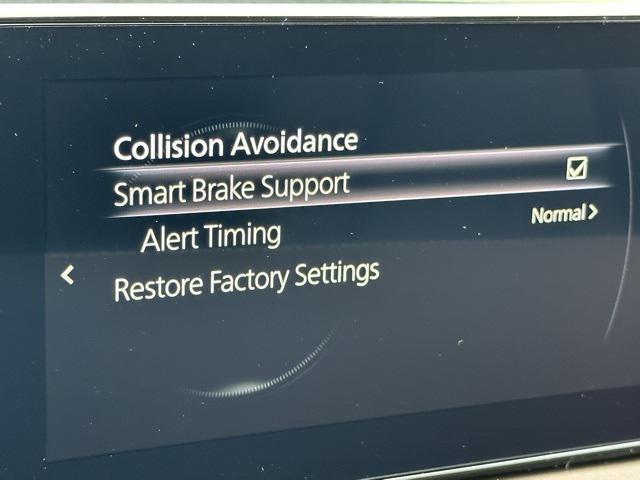 Collision Avoidance
Smart Brake Support
Alert Timing
Normal >
< Restore Factory Settings